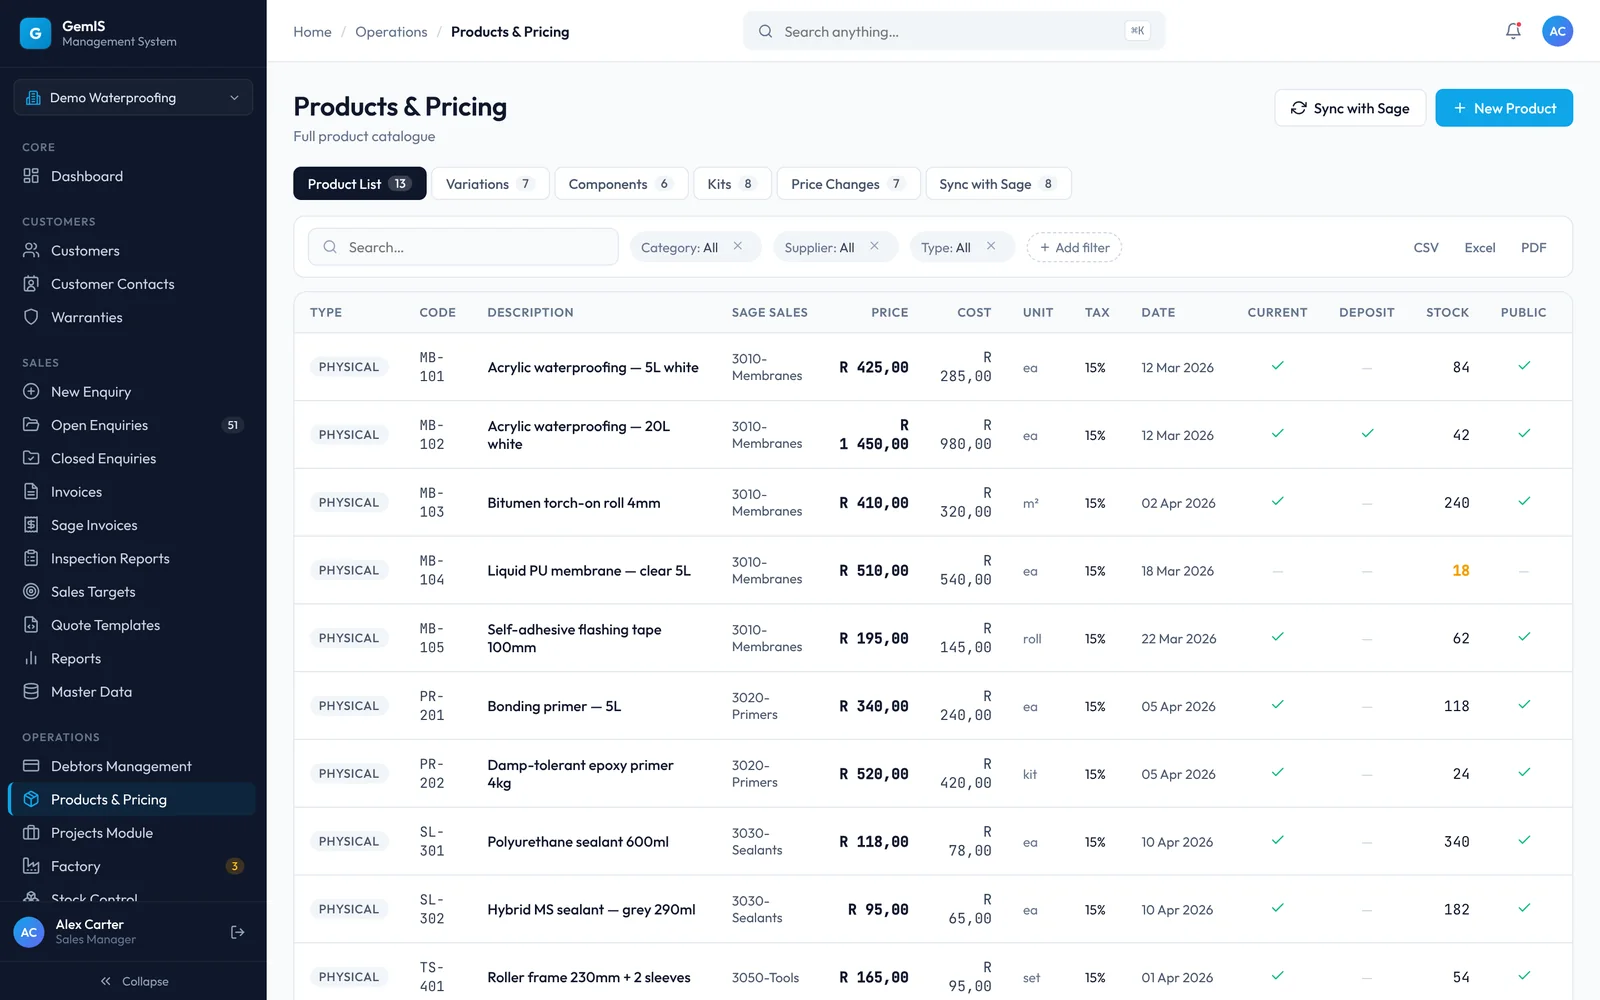 G
GemIS
Management System
Demo Waterproofing
CORE
Dashboard
CUSTOMERS
Customers
Customer Contacts
Warranties
SALES
New Enquiry
Open Enquiries 51
Closed Enquiries
Invoices
Sage Invoices
Inspection Reports
Sales Targets
Quote Templates
Reports
Master Data
OPERATIONS
Debtors Management
Products & Pricing
Projects Module
Factory 3
Stock Control
AC
Alex Carter
Sales Manager
Collapse
Home / Operations / Products & Pricing
Search anything... ⌘K
AC
Products & Pricing
Full product catalogue
Sync with Sage
+ New Product
Product List 13
Variations 7
Components 6
Kits 8
Price Changes 7
Sync with Sage 8
Search...
Category: All ×
Supplier: All ×
Type: All ×
+ Add filter
CSV Excel PDF
TYPE CODE DESCRIPTION SAGE SALES PRICE COST UNIT TAX DATE CURRENT DEPOSIT STOCK PUBLIC
PHYSICAL MB-101 Acrylic waterproofing — 5L white 3010-Membranes R 425,00 R 285,00 ea 15% 12 Mar 2026 ✓ — 84 ✓
PHYSICAL MB-102 Acrylic waterproofing — 20L white 3010-Membranes R 1 450,00 R 980,00 ea 15% 12 Mar 2026 ✓ ✓ 42 ✓
PHYSICAL MB-103 Bitumen torch-on roll 4mm 3010-Membranes R 410,00 R 320,00 m² 15% 02 Apr 2026 ✓ — 240 ✓
PHYSICAL MB-104 Liquid PU membrane — clear 5L 3010-Membranes R 510,00 R 540,00 ea 15% 18 Mar 2026 — — 18 —
PHYSICAL MB-105 Self-adhesive flashing tape 100mm 3010-Membranes R 195,00 R 145,00 roll 15% 22 Mar 2026 ✓ — 62 ✓
PHYSICAL PR-201 Bonding primer — 5L 3020-Primers R 340,00 R 240,00 ea 15% 05 Apr 2026 ✓ — 118 ✓
PHYSICAL PR-202 Damp-tolerant epoxy primer 4kg 3020-Primers R 520,00 R 420,00 kit 15% 05 Apr 2026 ✓ — 24 ✓
PHYSICAL SL-301 Polyurethane sealant 600ml 3030-Sealants R 118,00 R 78,00 ea 15% 10 Apr 2026 ✓ — 340 ✓
PHYSICAL SL-302 Hybrid MS sealant — grey 290ml 3030-Sealants R 95,00 R 65,00 ea 15% 10 Apr 2026 ✓ — 182 ✓
PHYSICAL TS-401 Roller frame 230mm + 2 sleeves 3050-Tools R 165,00 R 95,00 set 15% 01 Apr 2026 ✓ — 54 ✓